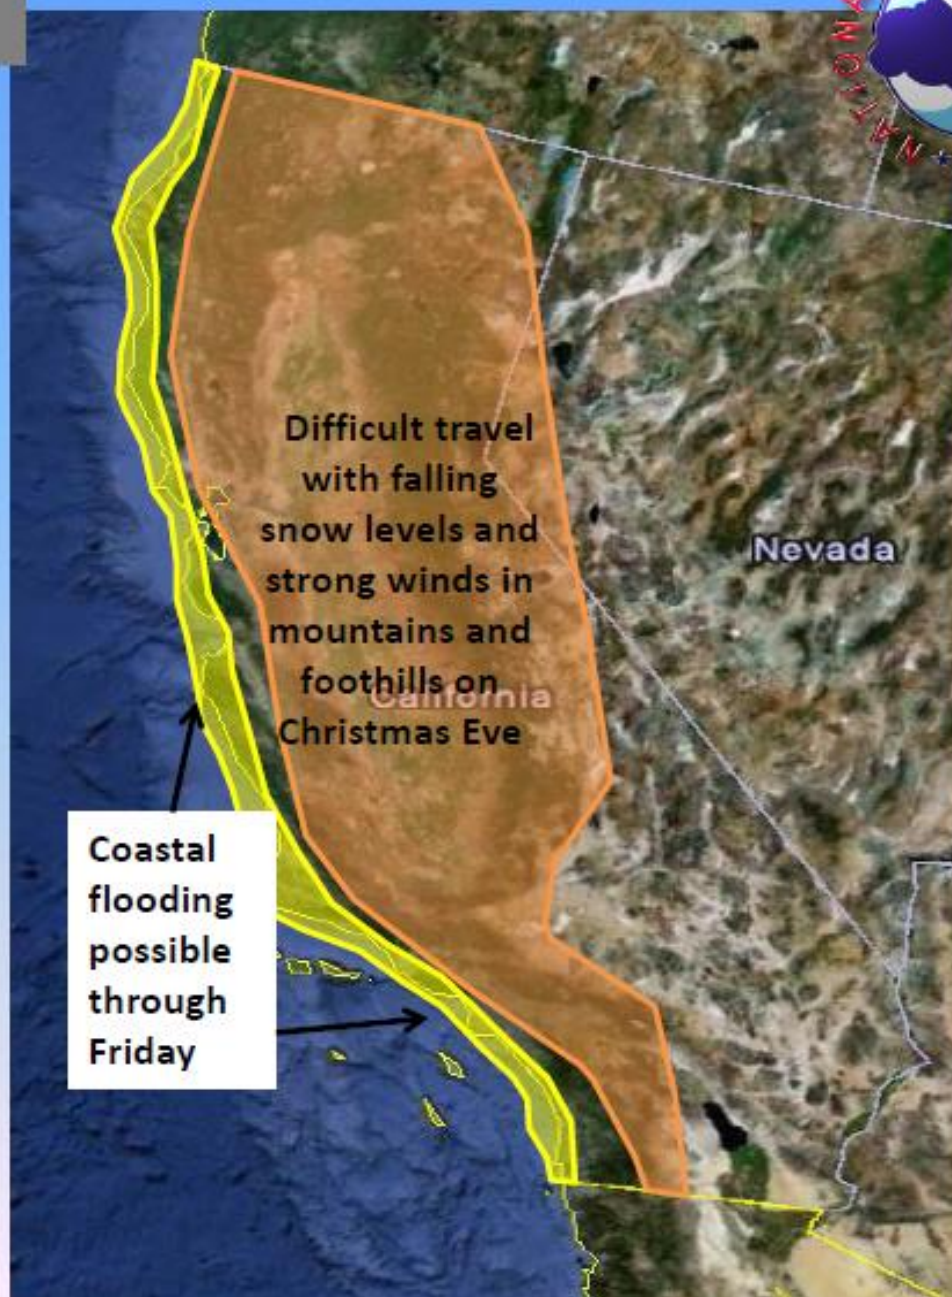 Difficult travel
with falling
snow levels and
strong winds in
mountains and
foothills on
Christmas Eve
California
Nevada
Coastal
flooding
possible
through
Friday